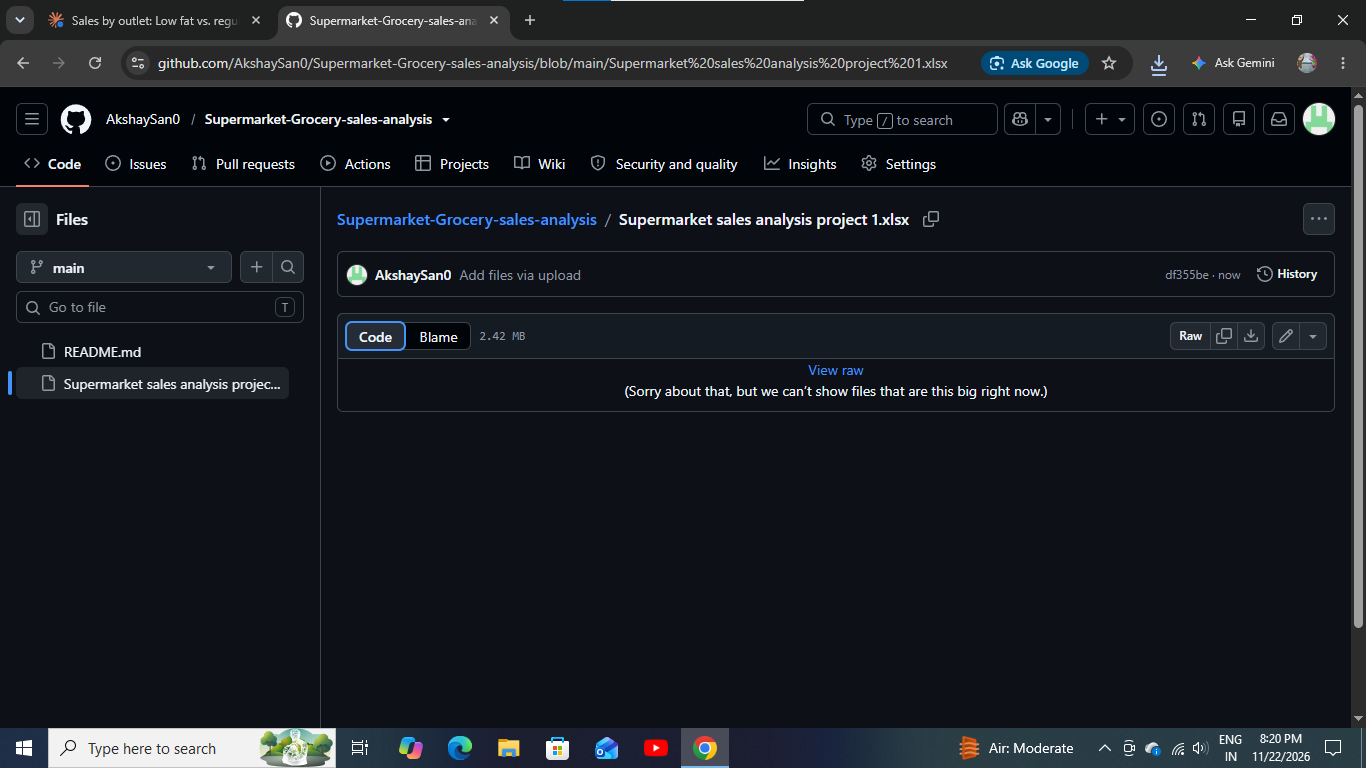 Sales by outlet: Low fat vs. regu
Supermarket-Grocery-sales-ana
github.com/AkshaySan0/Supermarket-Grocery-sales-analysis/blob/main/Supermarket%20sales%20analysis%20project%201.xlsx
Ask Google
Ask Gemini
AkshaySan0 / Supermarket-Grocery-sales-analysis
Type / to search
Code
Issues
Pull requests
Actions
Projects
Wiki
Security and quality
Insights
Settings
Files
main
Go to file
T
README.md
Supermarket sales analysis projec...
Supermarket-Grocery-sales-analysis / Supermarket sales analysis project 1.xlsx
AkshaySan0 Add files via upload
df355be · now
History
Code
Blame
2.42 MB
Raw
View raw
(Sorry about that, but we can’t show files that are this big right now.)
Type here to search
Air: Moderate
ENG
IN
8:20 PM
11/22/2026